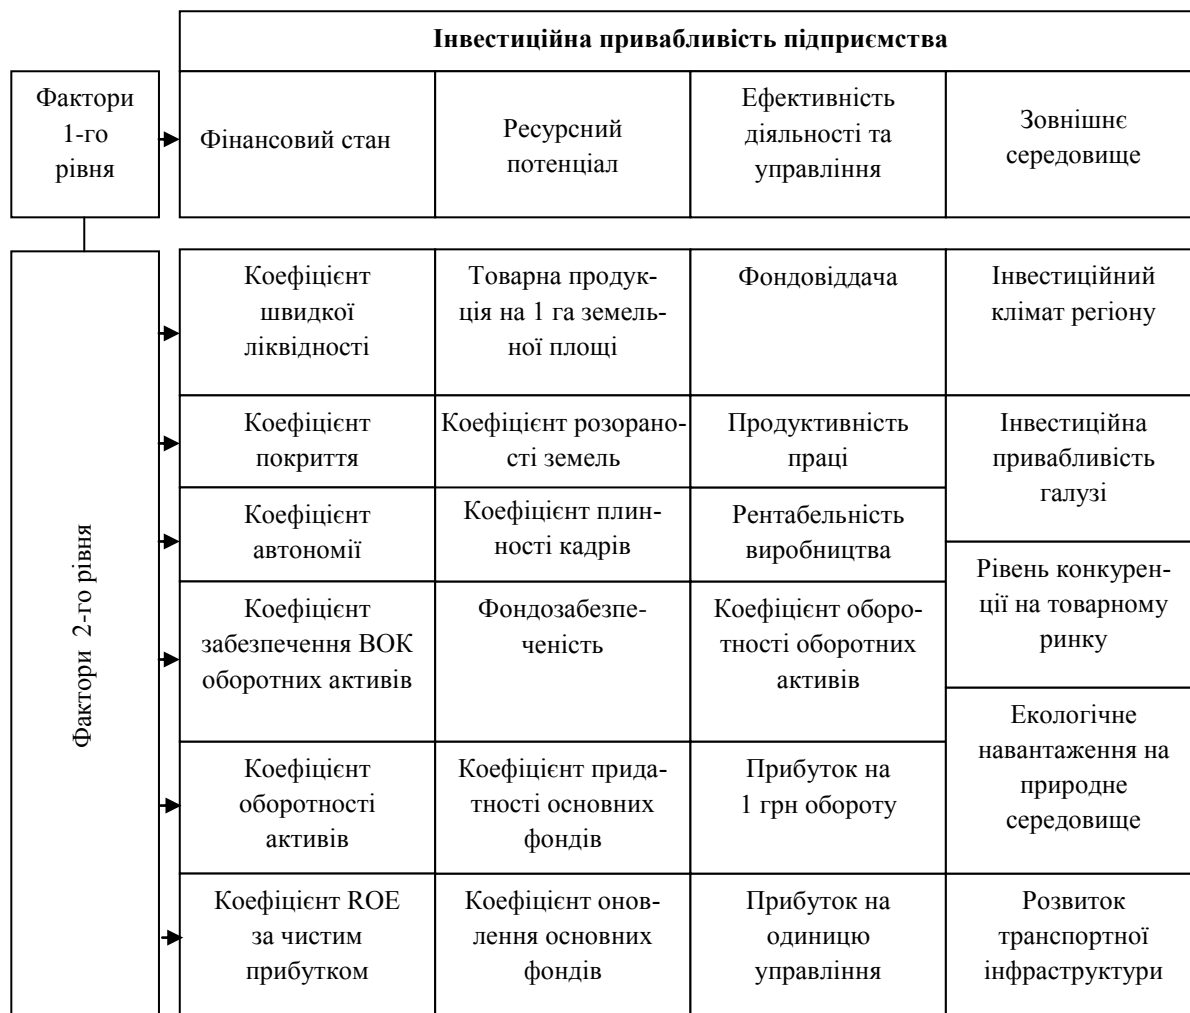 Інвестиційна привабливість підприємства
Фактори
1-го
рівня
Фінансовий стан
Ресурсний
потенціал
Ефективність
діяльності та
управління
Зовнішнє
середовище
Фактори 2-го рівня
Коефіцієнт
швидкої
ліквідності
Товарна продук-
ція на 1 га земель-
ної площі
Фондовіддача
Інвестиційний
клімат регіону
Коефіцієнт
покриття
Коефіцієнт розорано-
сті земель
Продуктивність
праці
Інвестиційна
привабливість
галузі
Коефіцієнт
автономії
Коефіцієнт плин-
ності кадрів
Рентабельність
виробництва
Рівень конкурен-
ції на товарному
ринку
Коефіцієнт
забезпечення ВОК
оборотних активів
Фондозабезпе-
ченість
Коефіцієнт оборо-
тності оборотних
активів
Екологічне
навантаження на
природне
середовище
Коефіцієнт
оборотності
активів
Коефіцієнт прида-
тності основних
фондів
Прибуток на
1 грн обороту
Коефіцієнт ROE
за чистим
прибутком
Коефіцієнт онов-
лення основних
фондів
Прибуток на
одиницю
управління
Розвиток
транспортної
інфраструктури